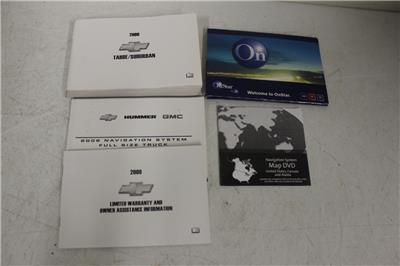 2008
TAHOE/SUBURBAN
On
OnStar
Welcome to OnStar.
HUMMER GMC
2008 NAVIGATION SYSTEM
FULL SIZE TRUCK
Navigation System
Map DVD
United States, Canada
and Alaska
2008
LIMITED WARRANTY AND
OWNER ASSISTANCE INFORMATION